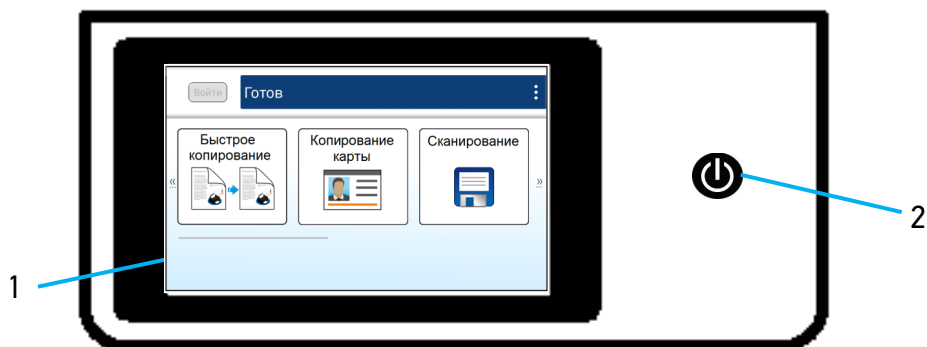 Войти
Готов
Быстрое
копирование
Копирование
карты
Сканирование
«
»
1
2